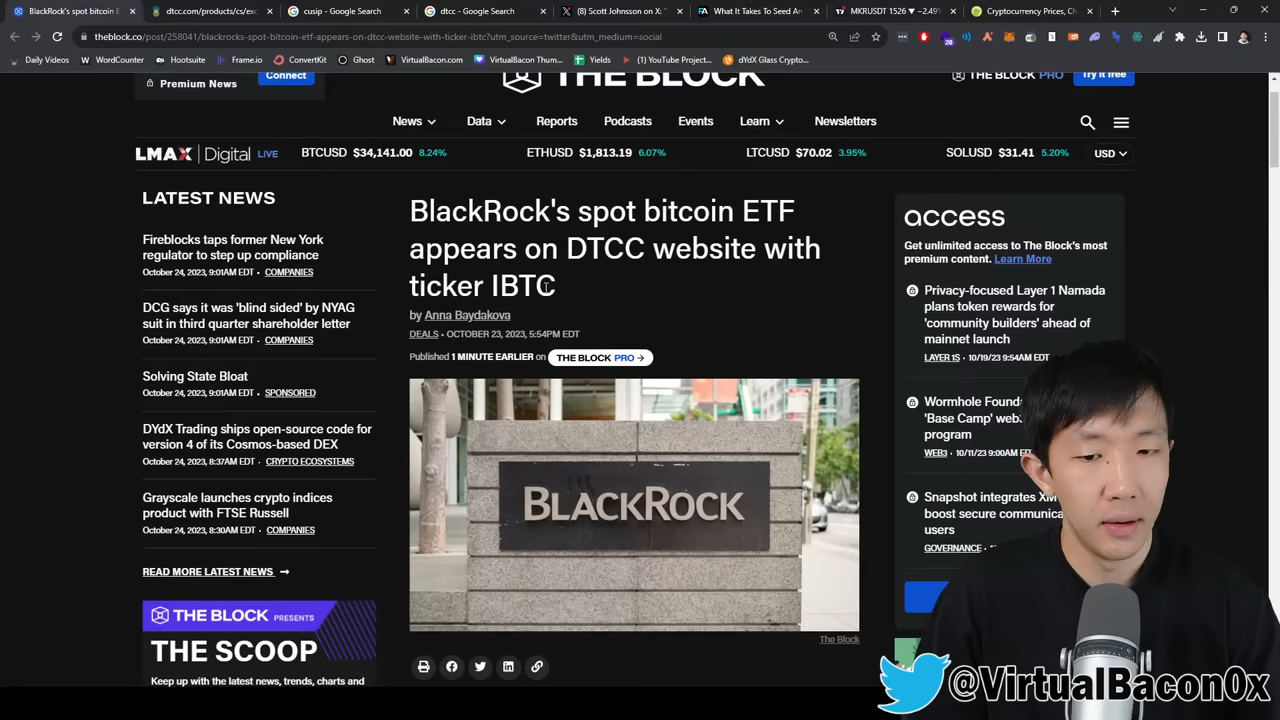 BlackRock's spot bitcoin E
dtcc.com/products/cs/exc
cusip - Google Search
dtcc - Google Search
(8) Scott Johnsson on X: "
What It Takes To Seed An
MKRUSDT 1526 ▼ −2.49%
Cryptocurrency Prices, Ch
theblock.co/post/258041/blackrocks-spot-bitcoin-etf-appears-on-dtcc-website-with-ticker-ibtc?utm_source=twitter&utm_medium=social
Daily Videos
WordCounter
Hootsuite
Frame.io
ConvertKit
Ghost
VirtualBacon.com
VirtualBacon Thum...
Yields
(1) YouTube Project...
dYdX Glass Crypto...
Premium News
Connect
THE BLOCK
THE BLOCK PRO
Try it free
News
Data
Reports
Podcasts
Events
Learn
Newsletters
LMAX Digital LIVE
BTCUSD $34,141.00 8.24%
ETHUSD $1,813.19 6.07%
LTCUSD $70.02 3.95%
SOLUSD $31.41 5.20%
USD
LATEST NEWS
Fireblocks taps former New York
regulator to step up compliance
October 24, 2023, 9:01AM EDT • COMPANIES
DCG says it was 'blind sided' by NYAG
suit in third quarter shareholder letter
October 24, 2023, 9:01AM EDT • COMPANIES
Solving State Bloat
October 24, 2023, 9:01AM EDT • SPONSORED
DYdX Trading ships open-source code for
version 4 of its Cosmos-based DEX
October 24, 2023, 8:37AM EDT • CRYPTO ECOSYSTEMS
Grayscale launches crypto indices
product with FTSE Russell
October 24, 2023, 8:30AM EDT • COMPANIES
READ MORE LATEST NEWS →
THE BLOCK PRESENTS
THE SCOOP
Keep up with the latest news, trends, charts and
BlackRock's spot bitcoin ETF
appears on DTCC website with
ticker IBTC
by Anna Baydakova
DEALS • OCTOBER 23, 2023, 5:54PM EDT
Published 1 MINUTE EARLIER on THE BLOCK PRO →
BLACKROCK
The Block
access
Get unlimited access to The Block's most
premium content. Learn More
Privacy-focused Layer 1 Namada
plans token rewards for
'community builders' ahead of
mainnet launch
LAYER 1S • 10/19/23 9:54AM EDT
Wormhole Founda
'Base Camp' web3
program
WEB3 • 10/11/23 9:00AM
Snapshot integrates XM
boost secure communica
users
GOVERNANCE
@VirtualBacon0x